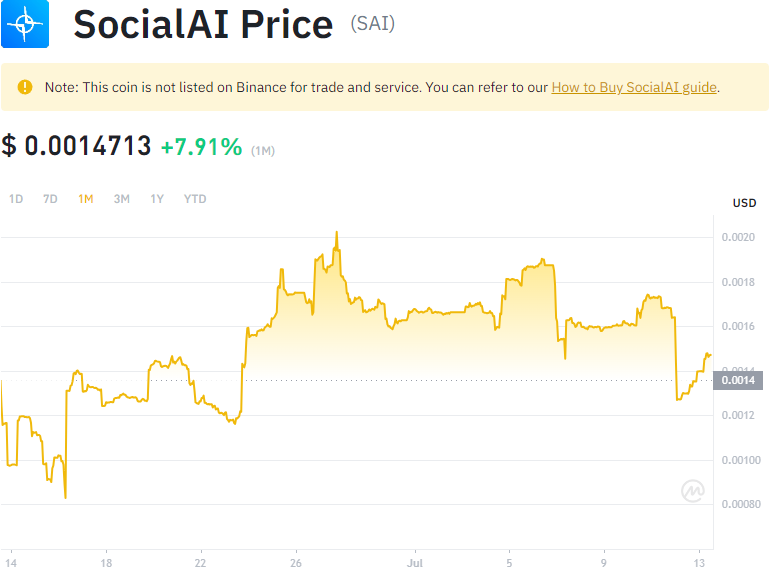 SocialAI Price (SAI)
Note: This coin is not listed on Binance for trade and service. You can refer to our How to Buy SocialAI guide.
$ 0.0014713 +7.91% (1M)
1D 7D 1M 3M 1Y YTD
USD
0.0020
0.0018
0.0016
0.0014
0.0014
0.0012
0.00100
0.00080
14 18 22 26 Jul 5 9 13